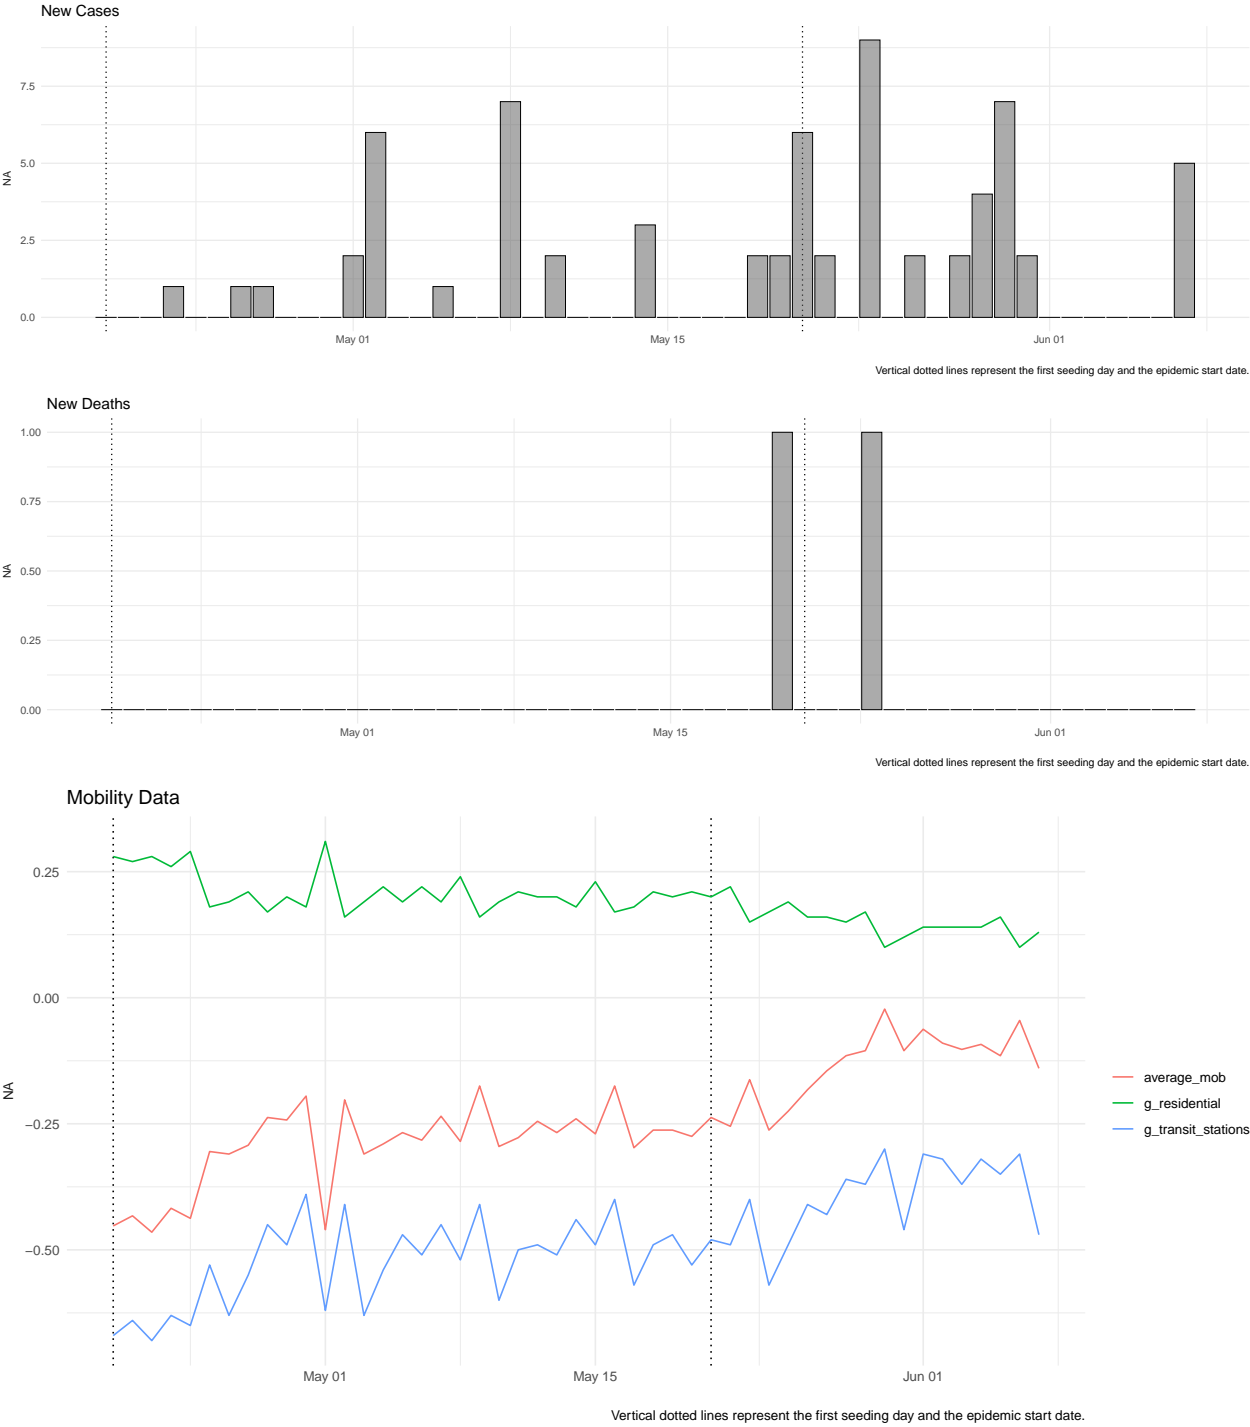 New Cases
7.5
5.0
2.5
0.0
NA
May 01 May 15 Jun 01
Vertical dotted lines represent the first seeding day and the epidemic start date.
New Deaths
1.00
0.75
0.50
0.25
0.00
NA
May 01 May 15 Jun 01
Vertical dotted lines represent the first seeding day and the epidemic start date.
Mobility Data
0.25
0.00
−0.25
−0.50
NA
May 01 May 15 Jun 01
average_mob
g_residential
g_transit_stations
Vertical dotted lines represent the first seeding day and the epidemic start date.